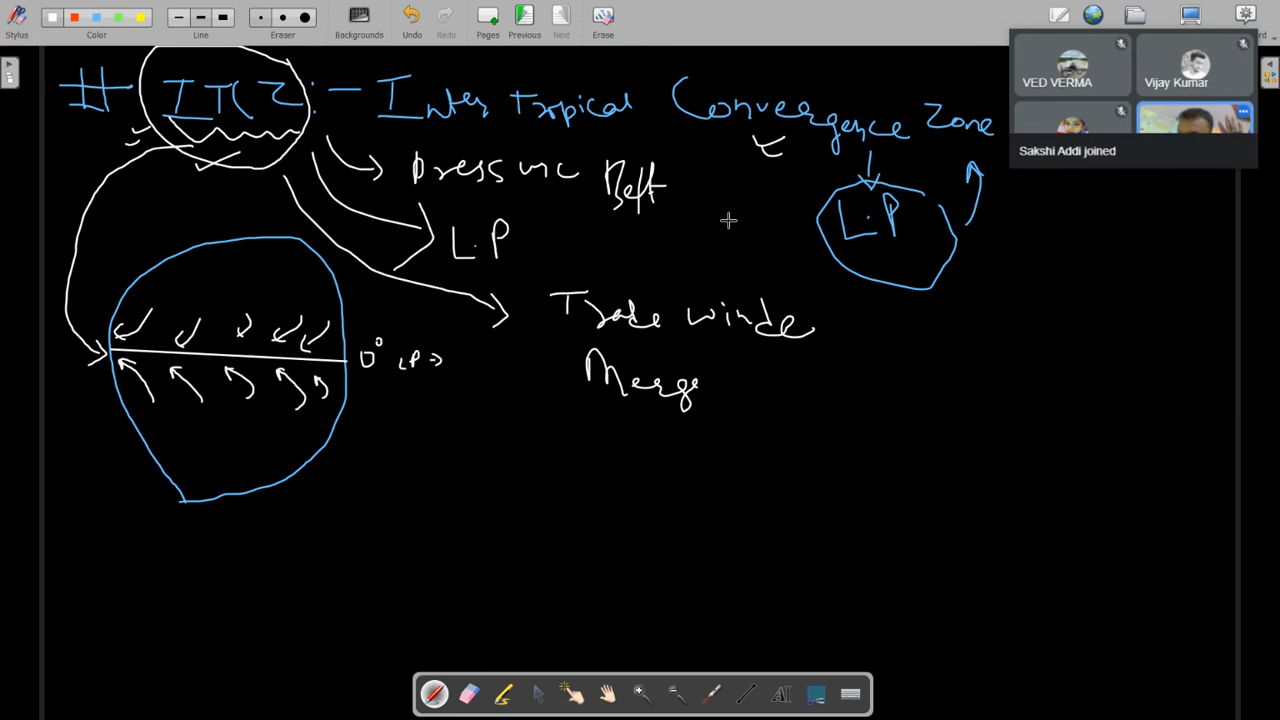 Stylus Color Line Eraser Backgrounds Undo Redo Pages Previous Next Erase
# ITCZ :- Inter Tropical Convergence Zone
VED VERMA
Vijay Kumar
Sakshi Addi joined
Pressure Belt
L.P
L.P
Trade winds
Merge
0° LP